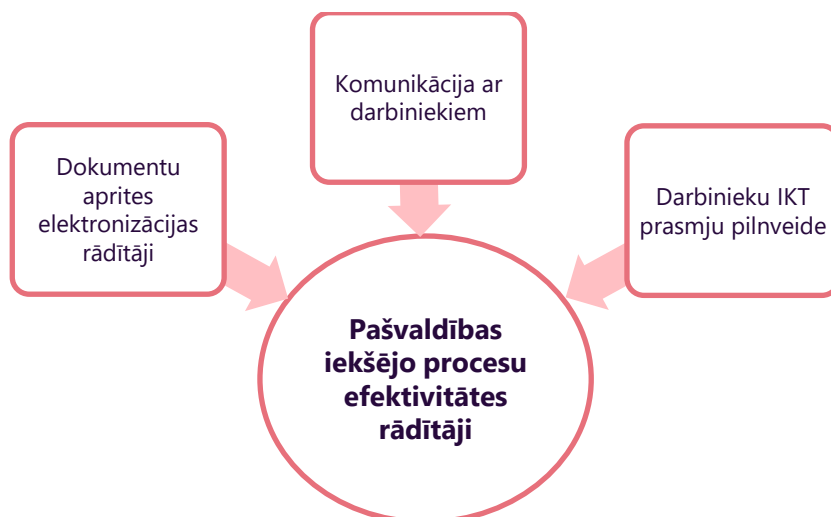 Komunikācija ar
darbiniekiem
Dokumentu
aprites
elektronizācijas
rādītāji
Darbinieku IKT
prasmju pilnveide
Pašvaldības
iekšējo procesu
efektivitātes
rādītāji